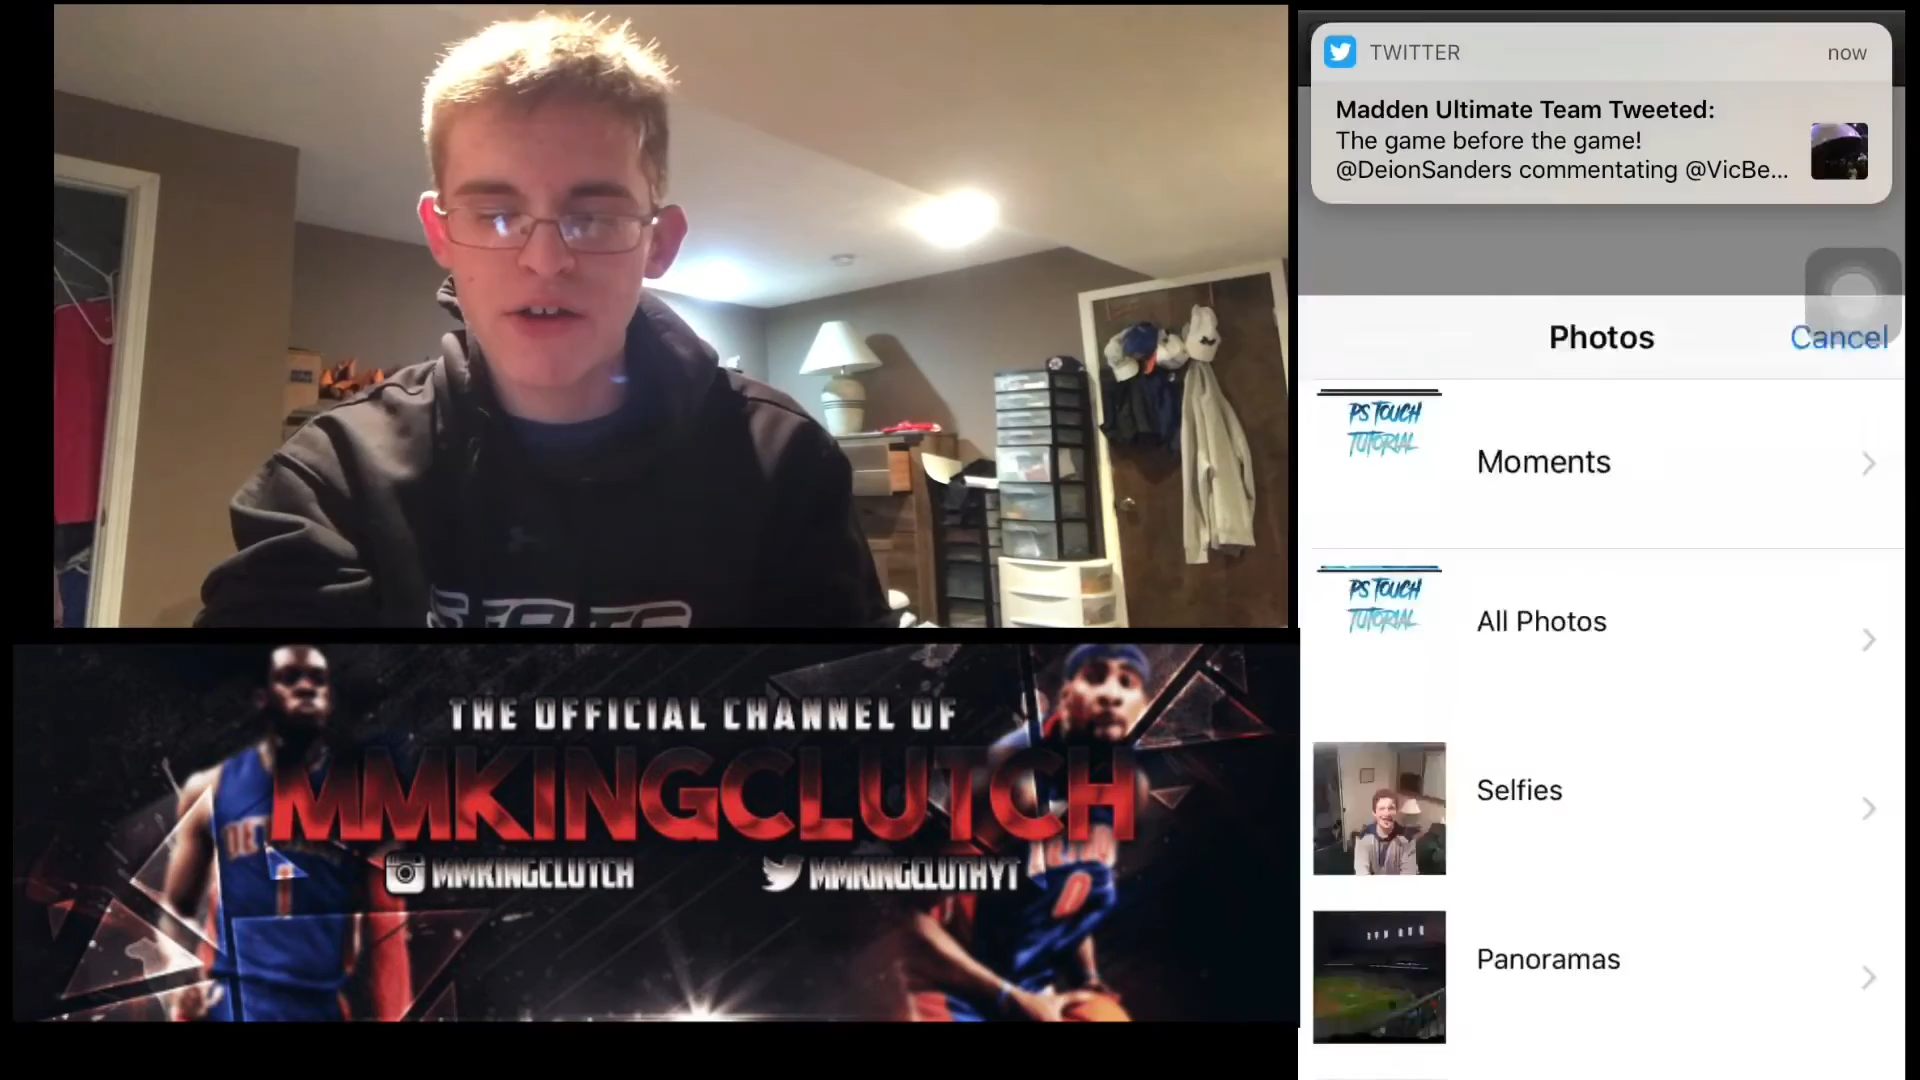 TWITTER
now
Madden Ultimate Team Tweeted:
The game before the game!
@DeionSanders commentating @VicBe...
Photos
Cancel
PS TOUCH
TUTORIAL
Moments
PS TOUCH
TUTORIAL
All Photos
Selfies
Panoramas
THE OFFICIAL CHANNEL OF
MMKINGCLUTCH
MMKINGCLUTCH
MMKINGCLUTHYT